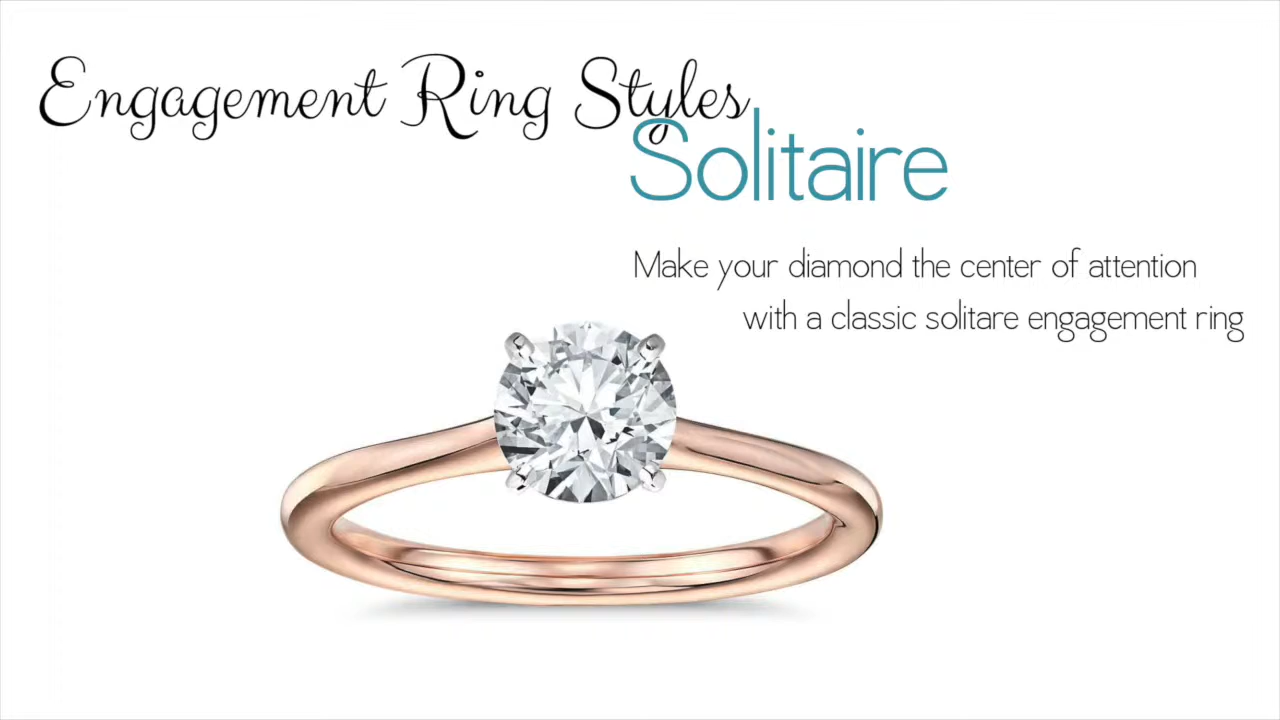 Engagement Ring Styles
Solitaire
Make your diamond the center of attention
with a classic solitare engagement ring